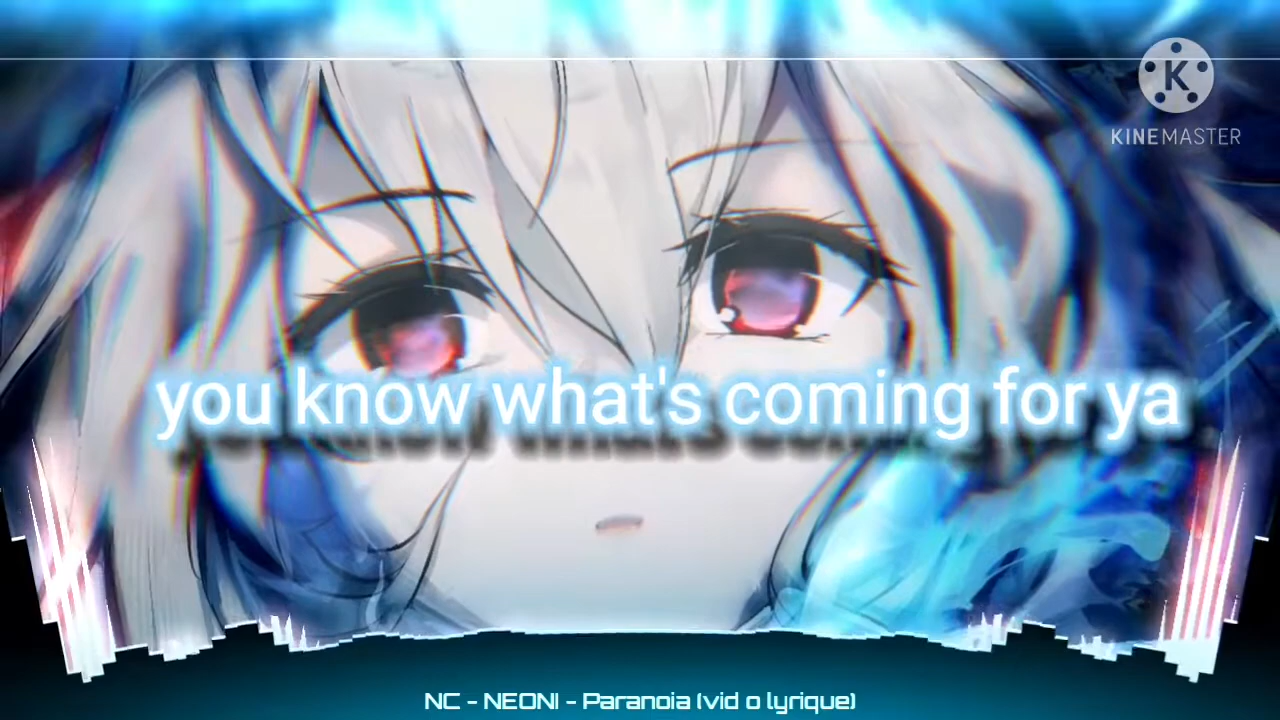 KINEMASTER
you know what's coming for ya
NC - NEONI - Paranoia (vid o lyrique)